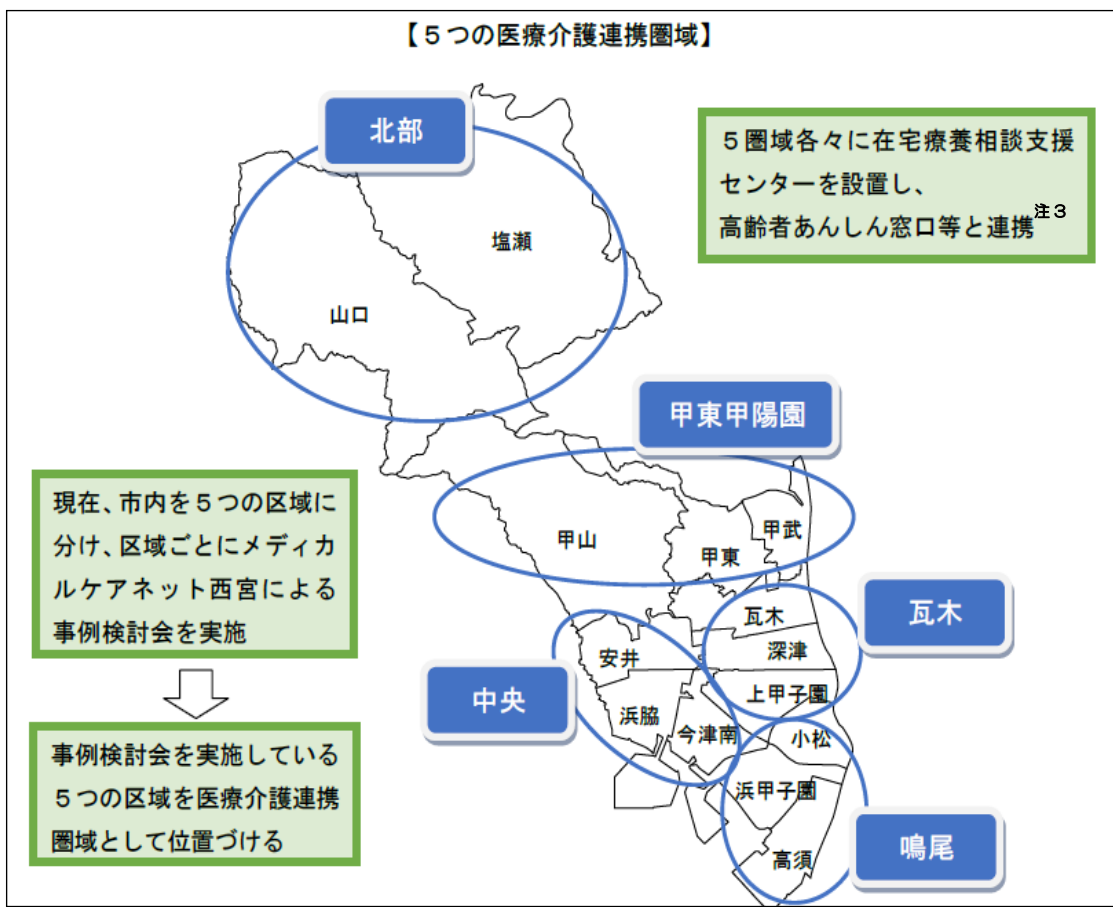 【５つの医療介護連携圏域】
北部
５圏域各々に在宅療養相談支援
センターを設置し、
高齢者あんしん窓口等と連携注３
塩瀬
山口
甲東甲陽園
現在、市内を５つの区域に
分け、区域ごとにメディカ
ルケアネット西宮による
事例検討会を実施
甲山
甲東
甲武
瓦木
瓦木
深津
安井
中央
上甲子園
浜脇
今津南
小松
事例検討会を実施している
５つの区域を医療介護連携
圏域として位置づける
浜甲子園
鳴尾
高須